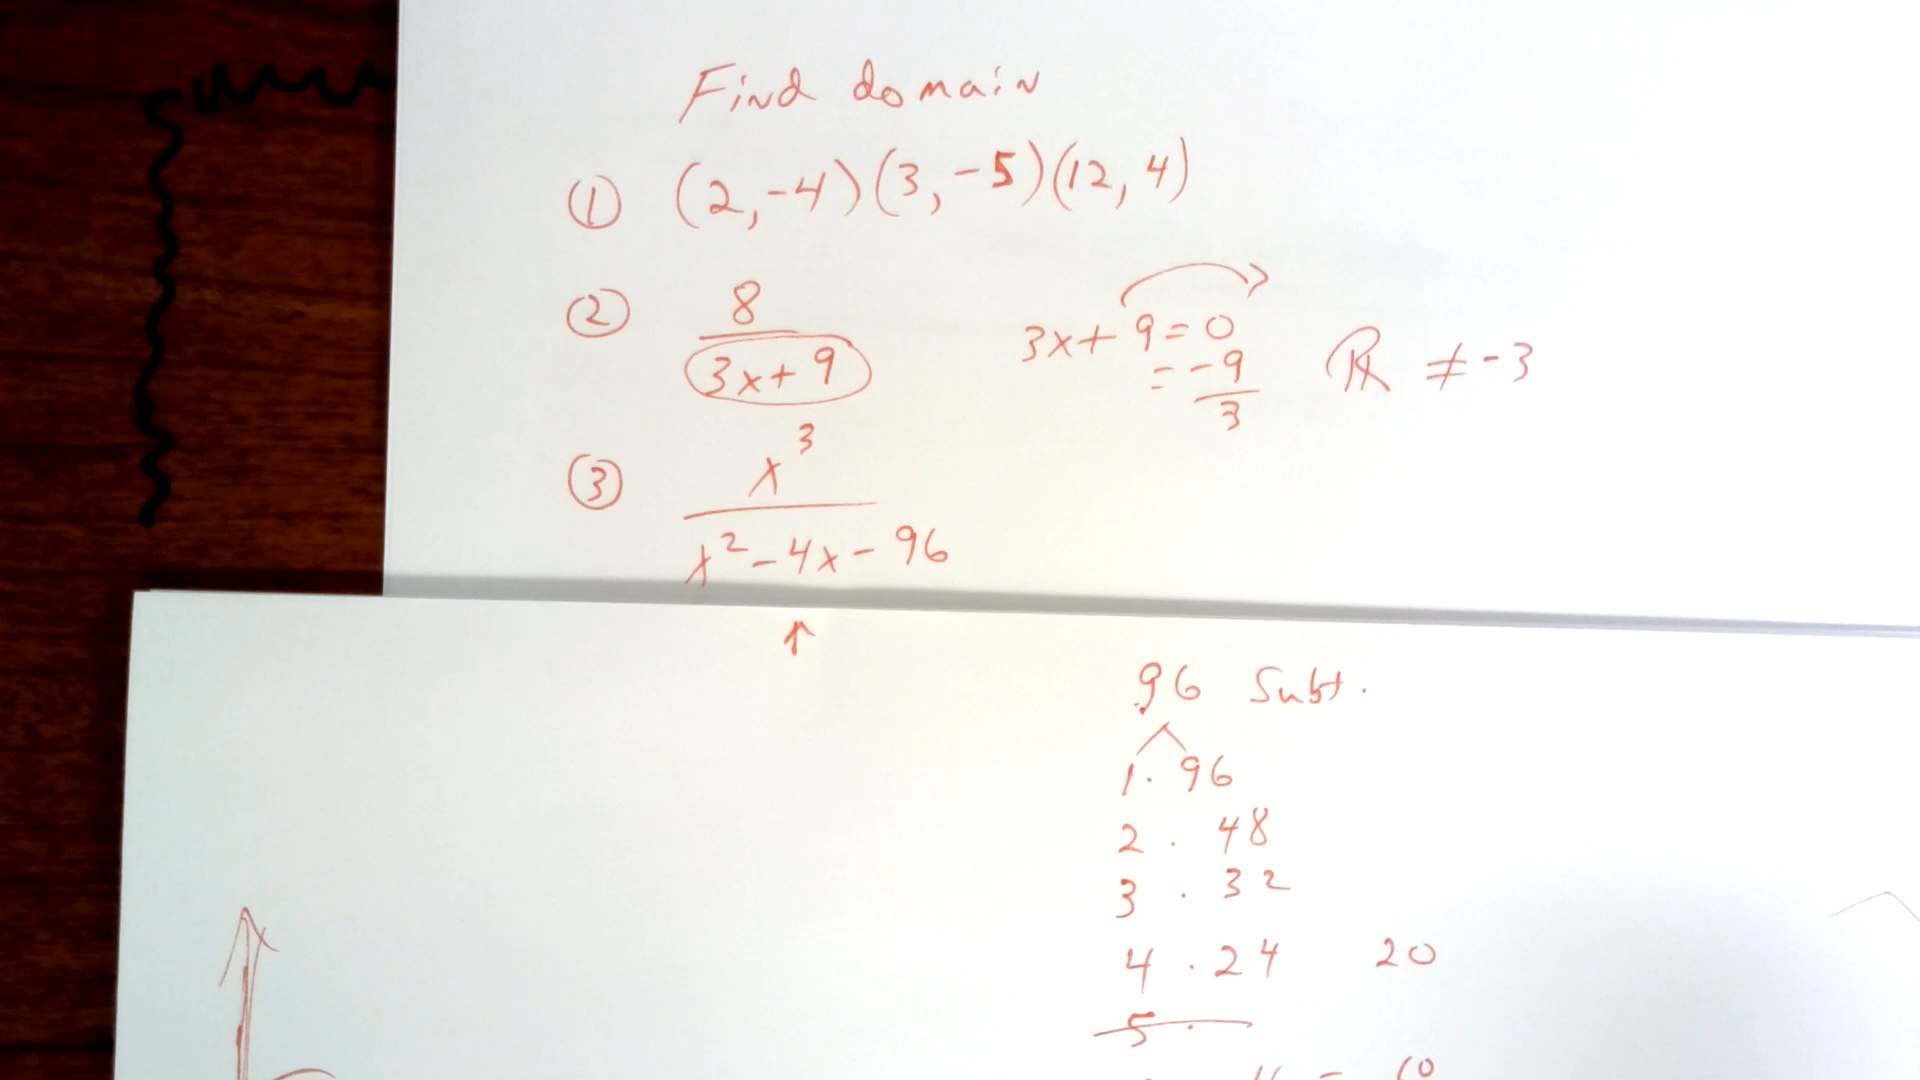 Find domain
① (2,-4)(3,-5)(12,4)
② 8/(3x+9) 3x+9=0
=-9/3 ℝ ≠ -3
③ x³/(x²-4x-96)
↑
96 Subt.
1·96
2·48
3·32
4·24 20
5·